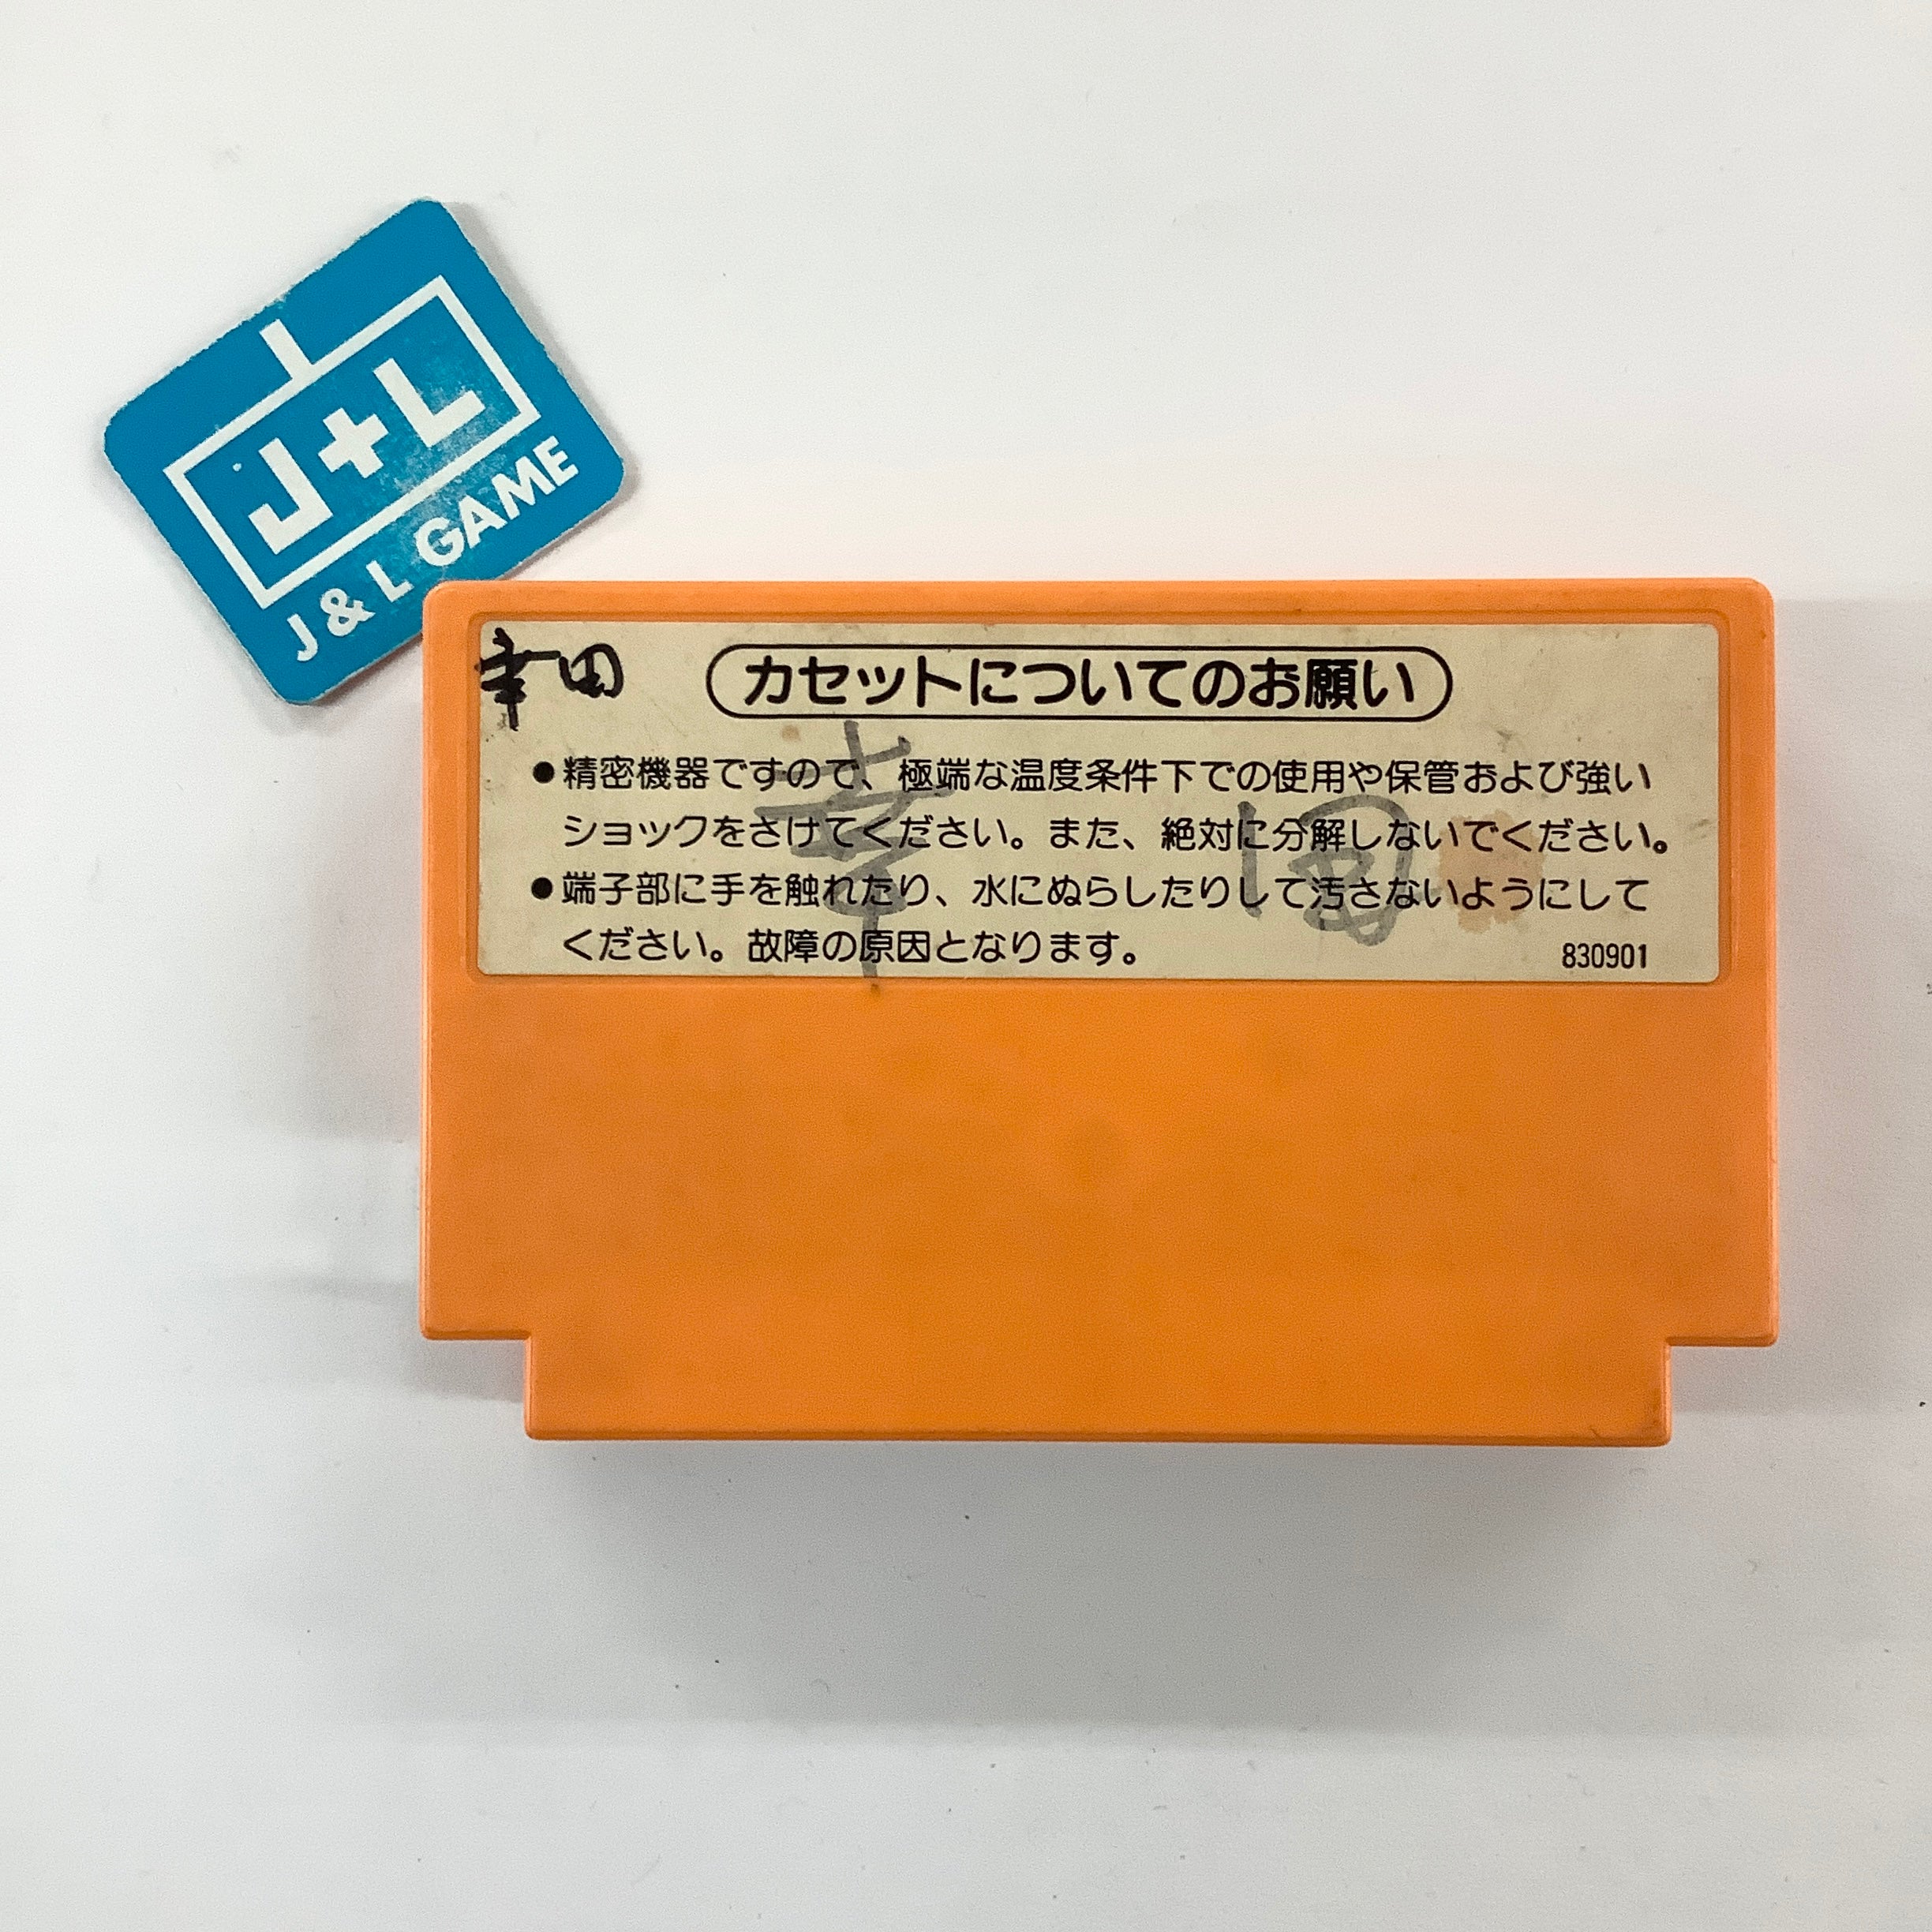 J+L
J & L GAME
幸田
カセットについてのお願い
●精密機器ですので、極端な温度条件下での使用や保管および強い
ショックをさけてください。また、絶対に分解しないでください。
●端子部に手を触れたり、水にぬらしたりして汚さないようにして
ください。故障の原因となります。
830901
幸田